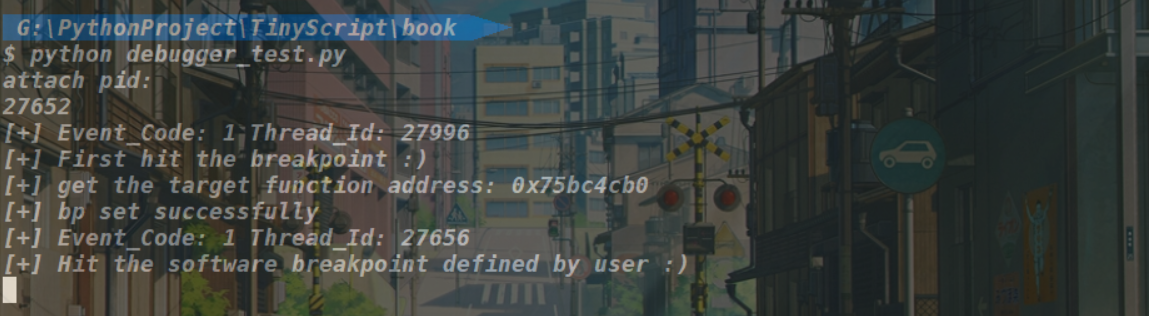 G:\PythonProject\TinyScript\book
$ python debugger_test.py
attach pid:
27652
[+] Event_Code: 1 Thread_Id: 27996
[+] First hit the breakpoint :)
[+] get the target function address: 0x75bc4cb0
[+] bp set successfully
[+] Event_Code: 1 Thread_Id: 27656
[+] Hit the software breakpoint defined by user :)